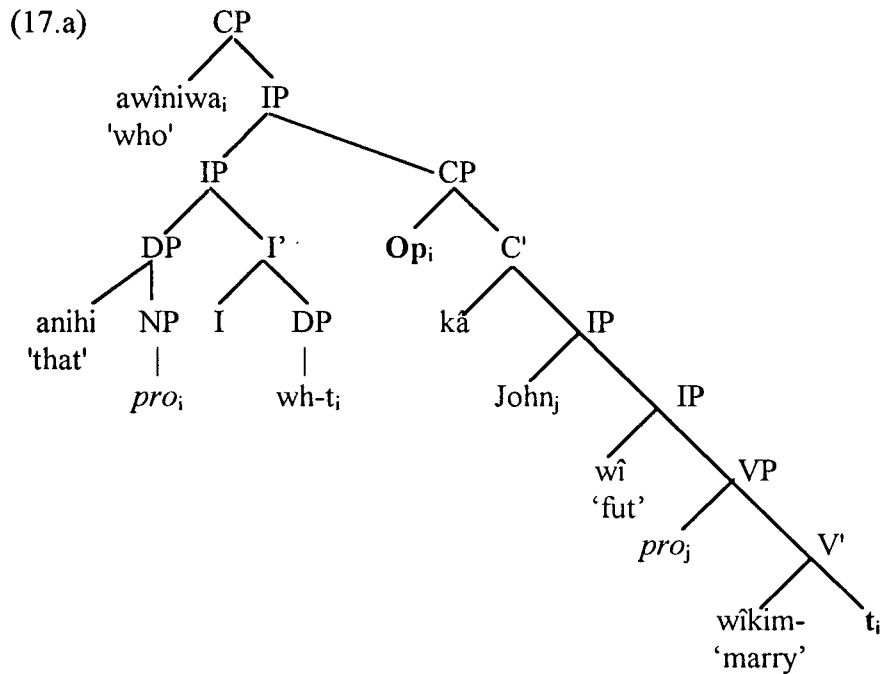 (17.a) CP
awîniwaᵢ IP
'who'
IP CP
DP I' Opᵢ C'
anihi NP I DP kâ IP
'that'
proᵢ wh-tᵢ Johnⱼ IP
wî VP
'fut'
proⱼ V'
wîkim- tᵢ
'marry'